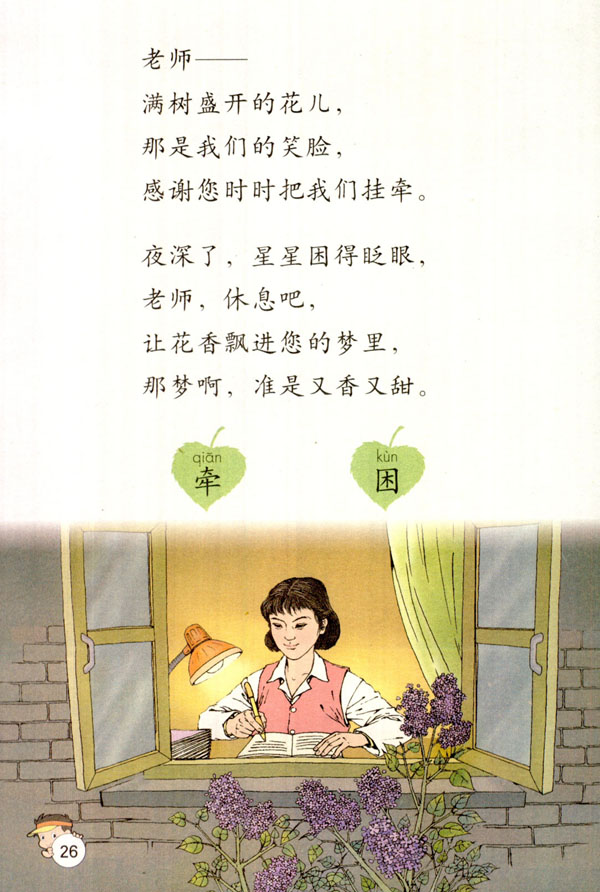 老师——
满树盛开的花儿，
那是我们的笑脸，
感谢您时时把我们挂牵。
夜深了，星星困得眨眼，
老师，休息吧，
让花香飘进您的梦里，
那梦啊，准是又香又甜。
qiān kùn
牵 困
26